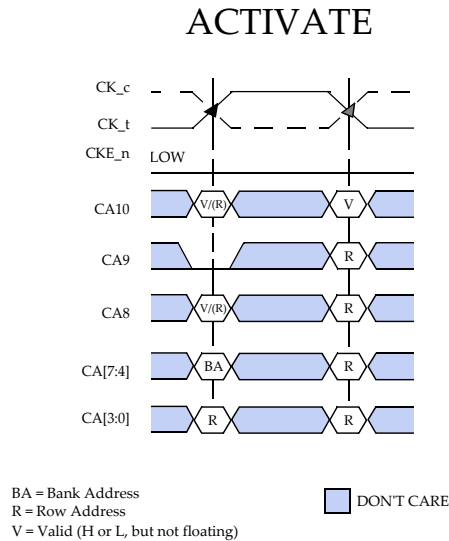 ACTIVATE
CK_c
CK_t
CKE_n LOW
CA10 V/(R) V
CA9 R
CA8 V/(R) R
CA[7:4] BA R
CA[3:0] R R
BA = Bank Address
R = Row Address
V = Valid (H or L, but not floating)
DON'T CARE